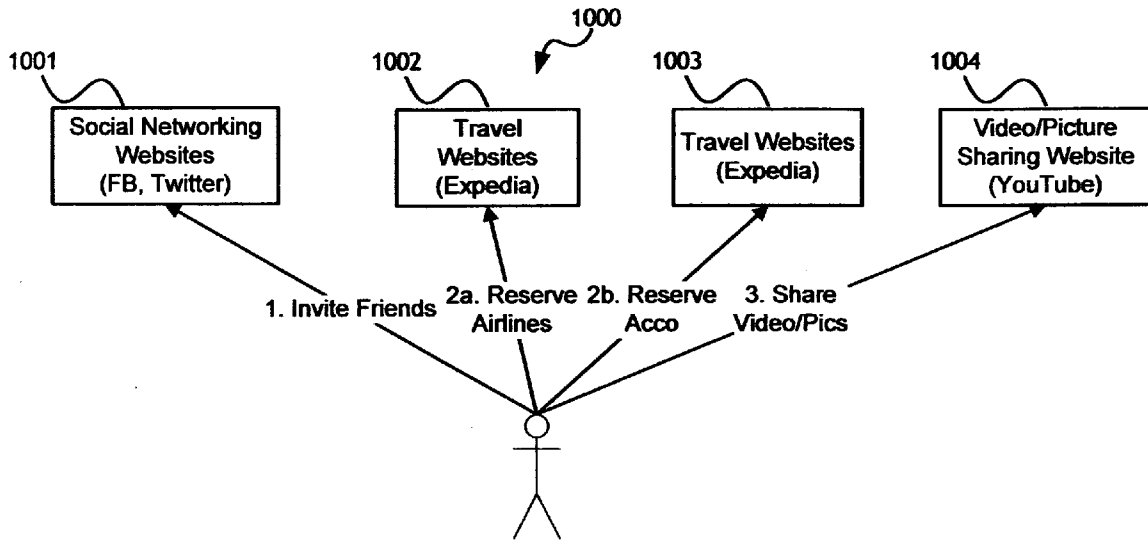 1000
1001
1002
1003
1004
Social Networking
Websites
(FB, Twitter)
Travel
Websites
(Expedia)
Travel Websites
(Expedia)
Video/Picture
Sharing Website
(YouTube)
1. Invite Friends
2a. Reserve
Airlines
2b. Reserve
Acco
3. Share
Video/Pics